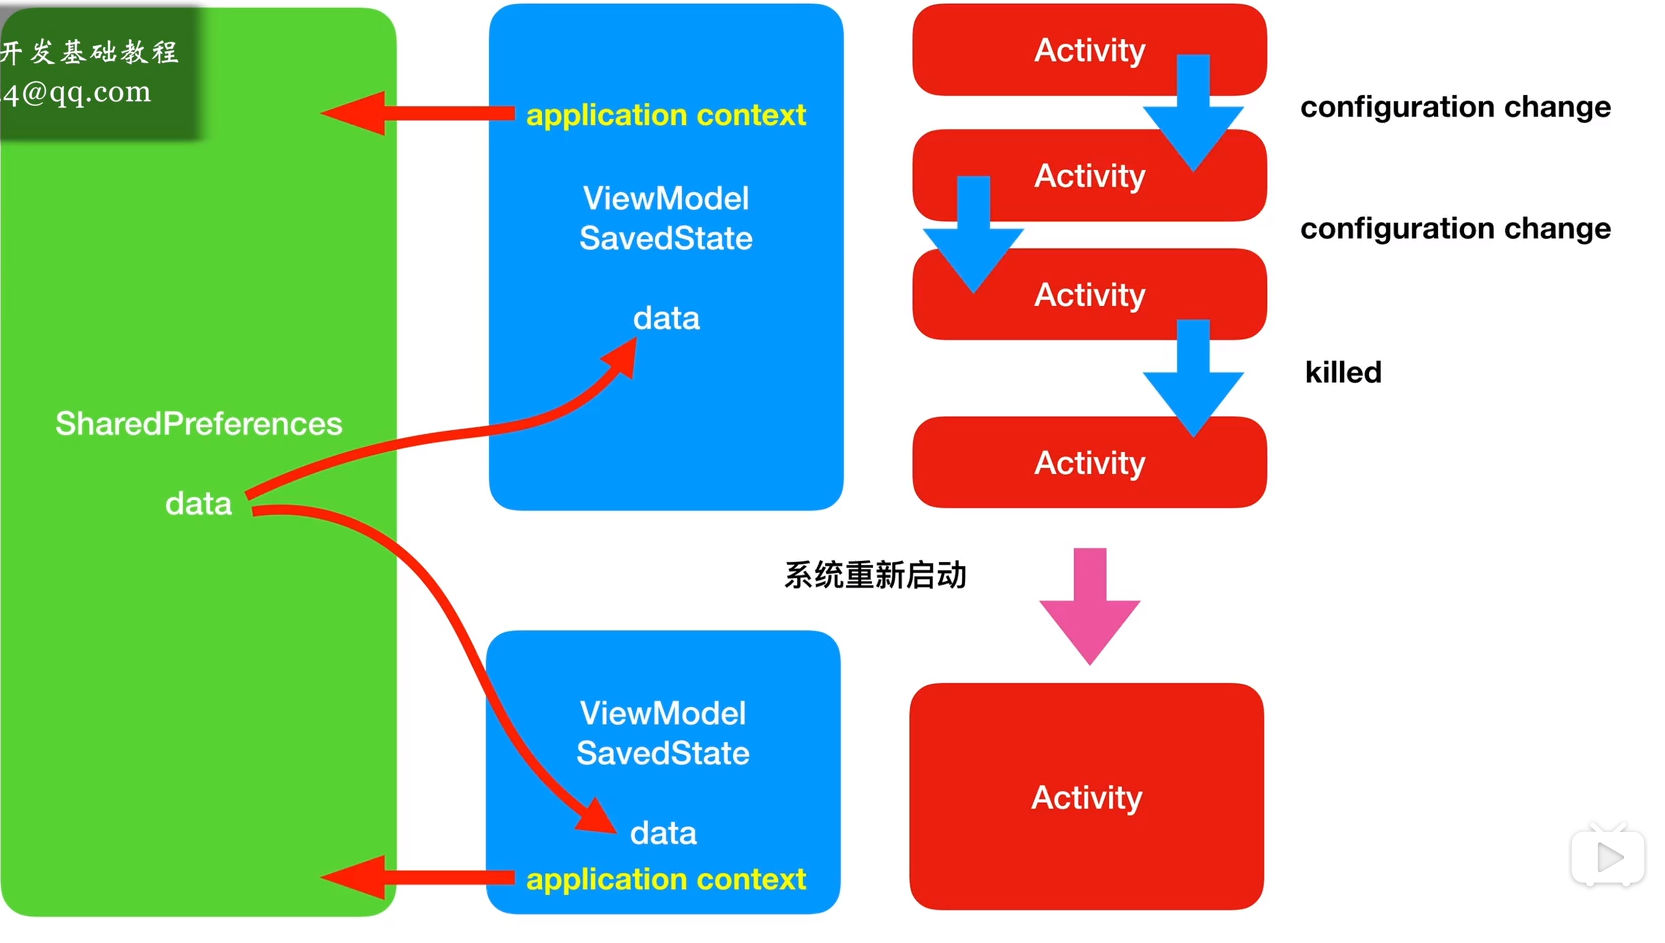 开发基础教程
4@qq.com
SharedPreferences
data
application context
ViewModel
SavedState
data
ViewModel
SavedState
data
application context
Activity
configuration change
Activity
configuration change
Activity
killed
Activity
系统重新启动
Activity